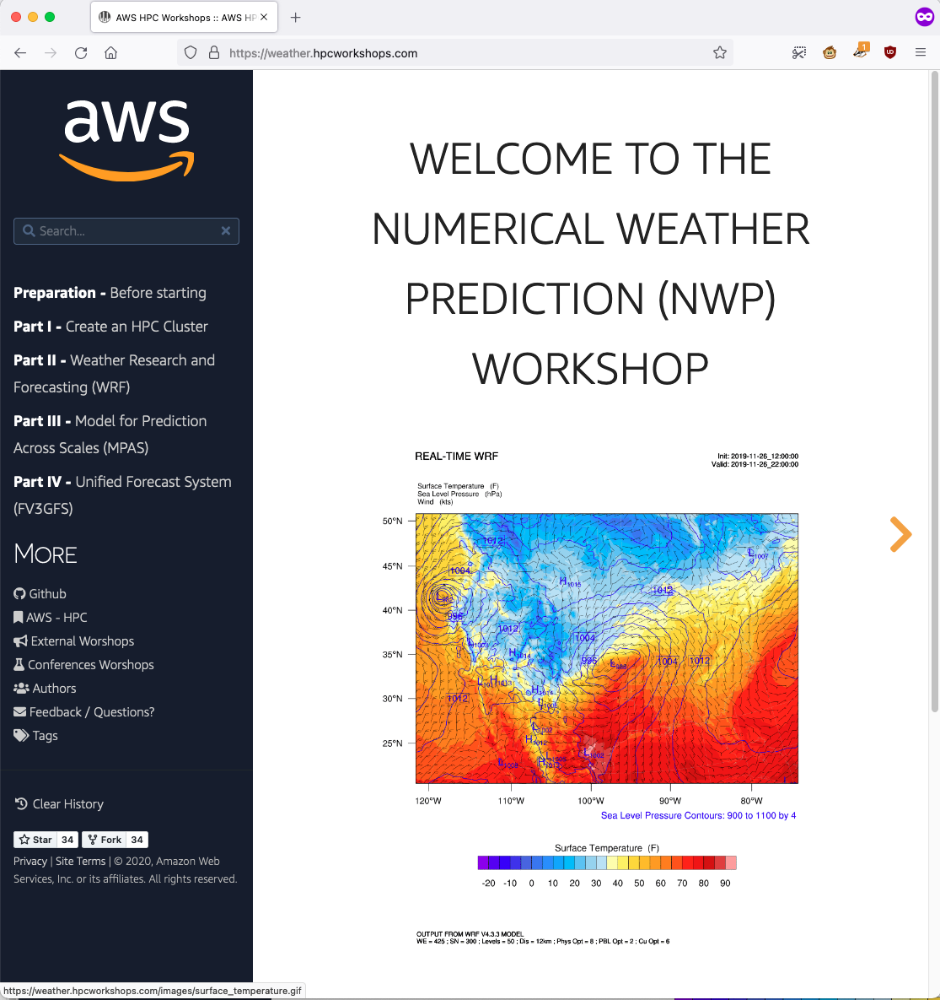 AWS HPC Workshops :: AWS HP
https://weather.hpcworkshops.com
1
aws
Search...
Preparation - Before starting
Part I - Create an HPC Cluster
Part II - Weather Research and
Forecasting (WRF)
Part III - Model for Prediction
Across Scales (MPAS)
Part IV - Unified Forecast System
(FV3GFS)
MORE
Github
AWS - HPC
External Worshops
Conferences Worshops
Authors
Feedback / Questions?
Tags
Clear History
Star 34 Fork 34
Privacy | Site Terms | © 2020, Amazon Web
Services, Inc. or its affiliates. All rights reserved.
https://weather.hpcworkshops.com/images/surface_temperature.gif
WELCOME TO THE
NUMERICAL WEATHER
PREDICTION (NWP)
WORKSHOP
REAL-TIME WRF
Init: 2019-11-26_12:00:00
Valid: 2019-11-26_22:00:00
Surface Temperature (F)
Sea Level Pressure (hPa)
Wind (kts)
50°N
45°N
40°N
35°N
30°N
25°N
1012
L1007
1004
H1015
1012
996
1012
1004
L1003
H1014
996
1004
1012
H1013
H1014
1012
L1002
H1012
L1002
120°W 110°W 100°W 90°W 80°W
Sea Level Pressure Contours: 900 to 1100 by 4
Surface Temperature (F)
-20 -10 0 10 20 30 40 50 60 70 80 90
OUTPUT FROM WRF V4.3.3 MODEL
WE = 425 ; SN = 300 ; Levels = 50 ; Dis = 12km ; Phys Opt = 8 ; PBL Opt = 2 ; Cu Opt = 6